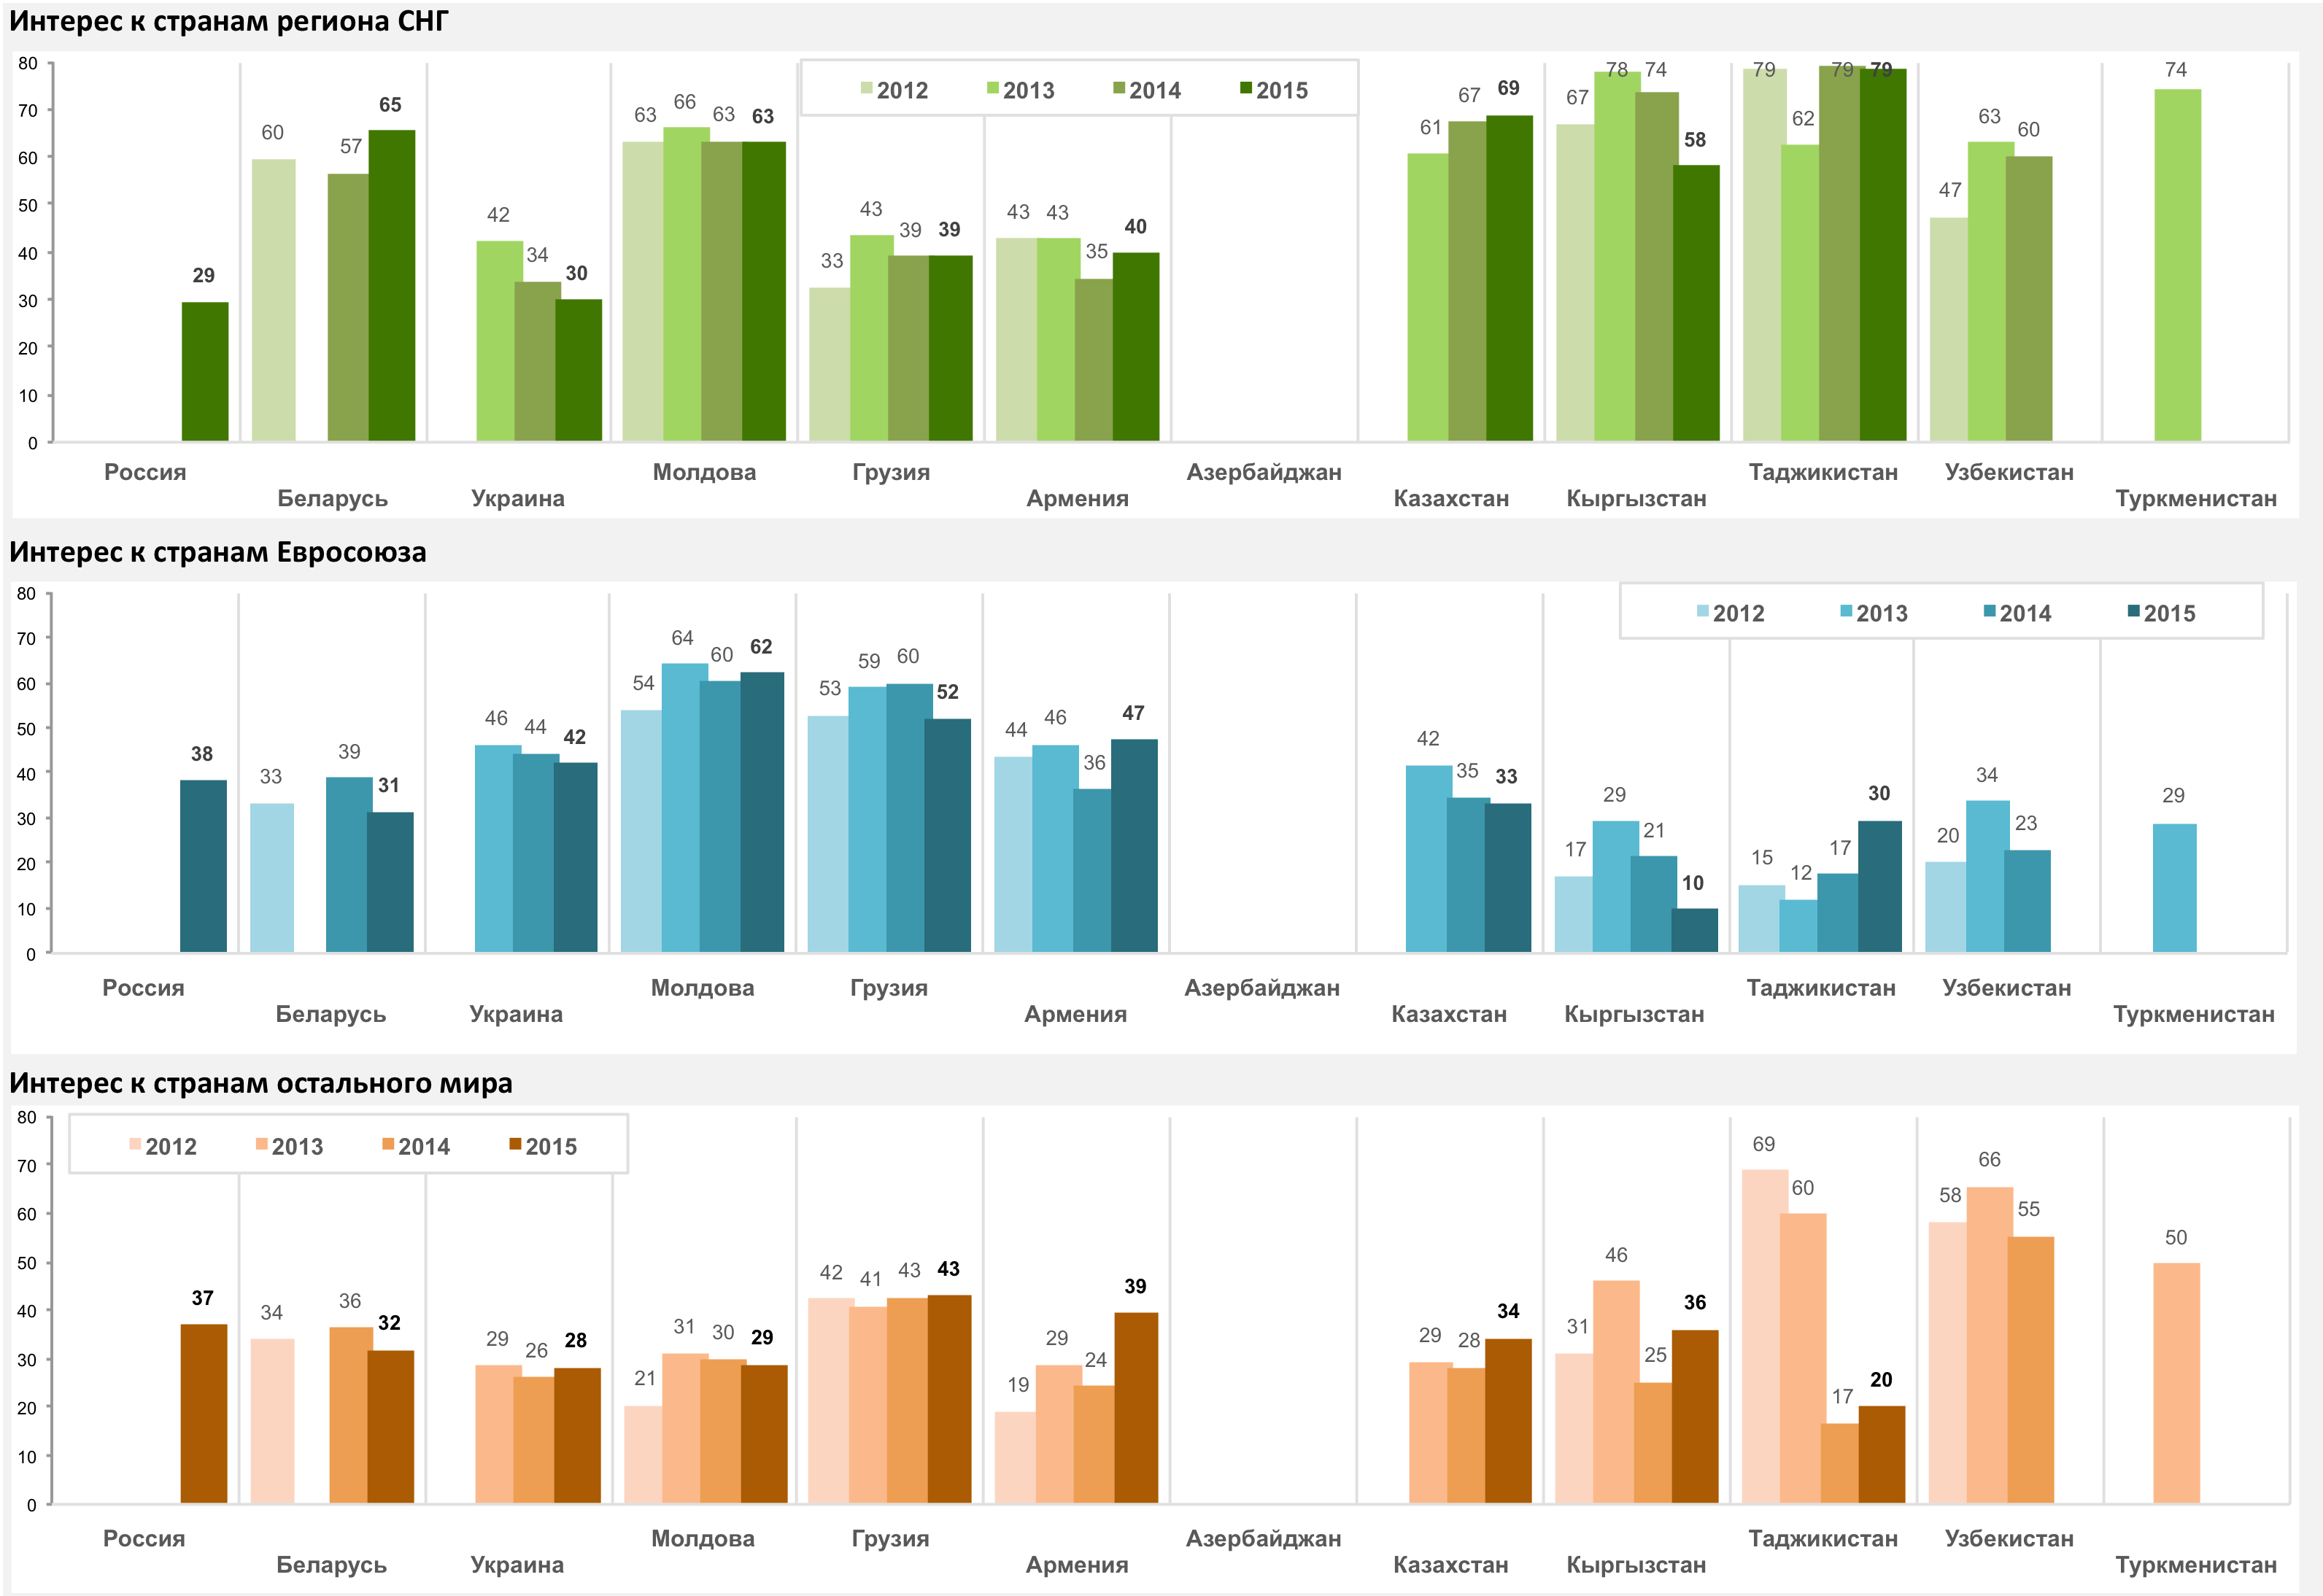 Интерес к странам региона СНГ
2012 2013 2014 2015
80
70
60
50
40
30
20
10
0
29
60 57 65
42 34 30
63 66 63 63
33 43 39 39
43 43 35 40
61 67 69
67 78 74 58
79 62 79 79
47 63 60
74
Россия Молдова Грузия Азербайджан Таджикистан Узбекистан
Беларусь Украина Армения Казахстан Кыргызстан Туркменистан
Интерес к странам Евросоюза
2012 2013 2014 2015
80
70
60
50
40
30
20
10
0
38
33 39 31
46 44 42
54 64 60 62
53 59 60 52
44 46 36 47
42 35 33
17 29 21 10
15 12 17 30
20 34 23
29
Россия Молдова Грузия Азербайджан Таджикистан Узбекистан
Беларусь Украина Армения Казахстан Кыргызстан Туркменистан
Интерес к странам остального мира
2012 2013 2014 2015
80
70
60
50
40
30
20
10
0
37
34 36 32
29 26 28
21 31 30 29
42 41 43 43
19 29 24 39
29 28 34
31 46 25 36
69 60 17 20
58 66 55
50
Россия Молдова Грузия Азербайджан Таджикистан Узбекистан
Беларусь Украина Армения Казахстан Кыргызстан Туркменистан